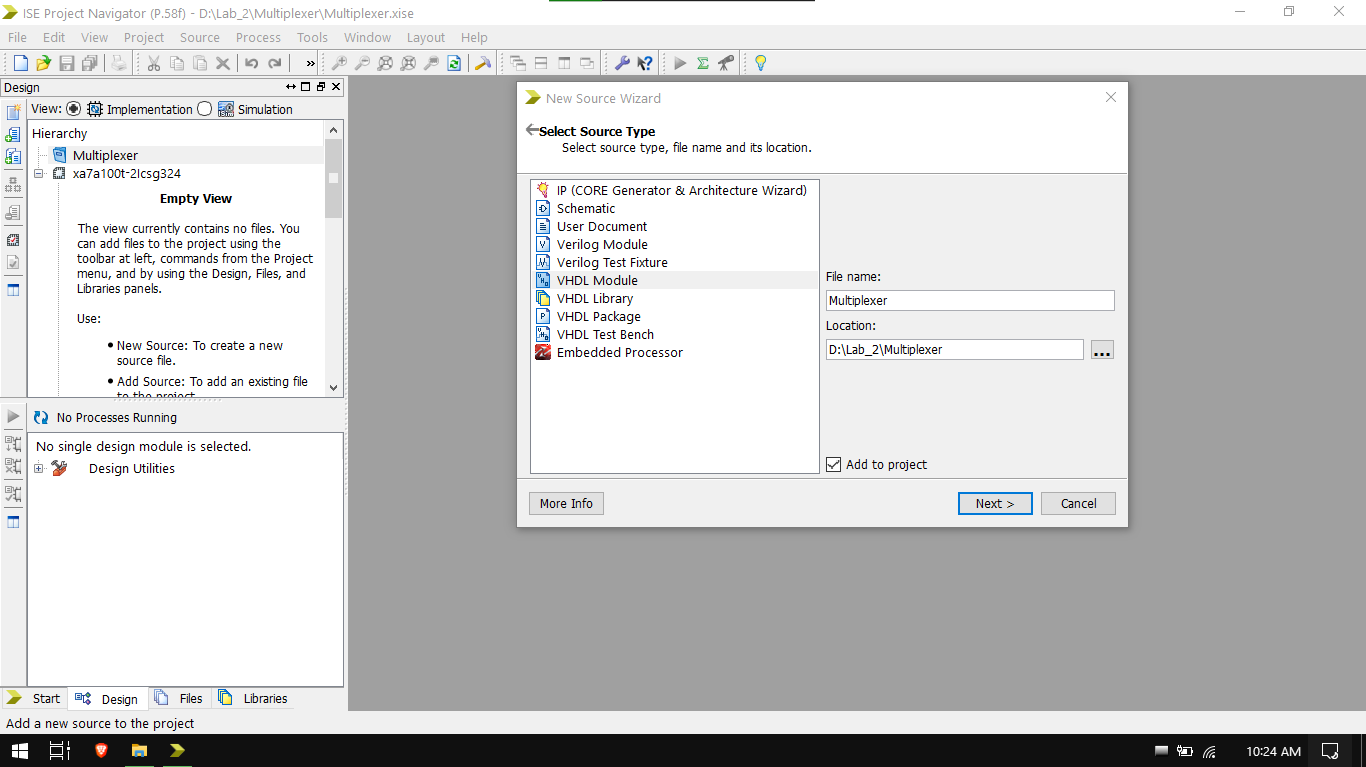 ISE Project Navigator (P.58f) - D:\Lab_2\Multiplexer\Multiplexer.xise
File Edit View Project Source Process Tools Window Layout Help
»
Design
View: Implementation Simulation
Hierarchy
Multiplexer
xa7a100t-2Icsg324
Empty View
The view currently contains no files. You
can add files to the project using the
toolbar at left, commands from the Project
menu, and by using the Design, Files, and
Libraries panels.
Use:
• New Source: To create a new
source file.
• Add Source: To add an existing file
to the project
No Processes Running
No single design module is selected.
Design Utilities
Start Design Files Libraries
Add a new source to the project
New Source Wizard
Select Source Type
Select source type, file name and its location.
IP (CORE Generator & Architecture Wizard)
Schematic
User Document
Verilog Module
Verilog Test Fixture
VHDL Module
VHDL Library
VHDL Package
VHDL Test Bench
Embedded Processor
File name:
Multiplexer
Location:
D:\Lab_2\Multiplexer
...
Add to project
More Info
Next >
Cancel
10:24 AM